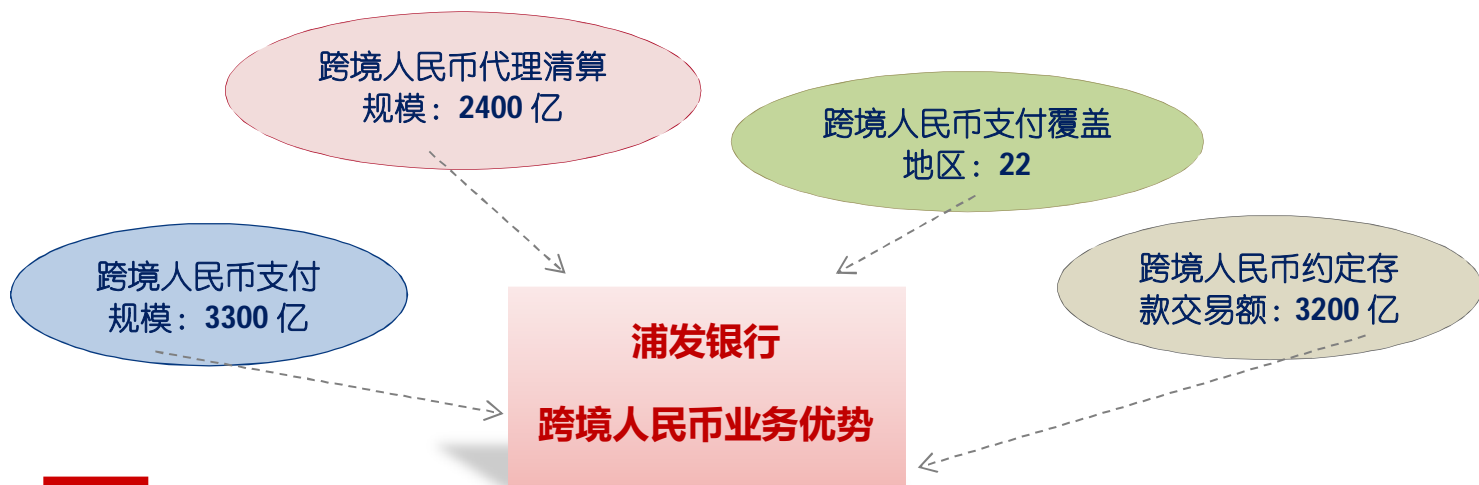 跨境人民币代理清算
规模：2400 亿
跨境人民币支付覆盖
地区：22
跨境人民币支付
规模：3300 亿
跨境人民币约定存
款交易额：3200 亿
浦发银行
跨境人民币业务优势